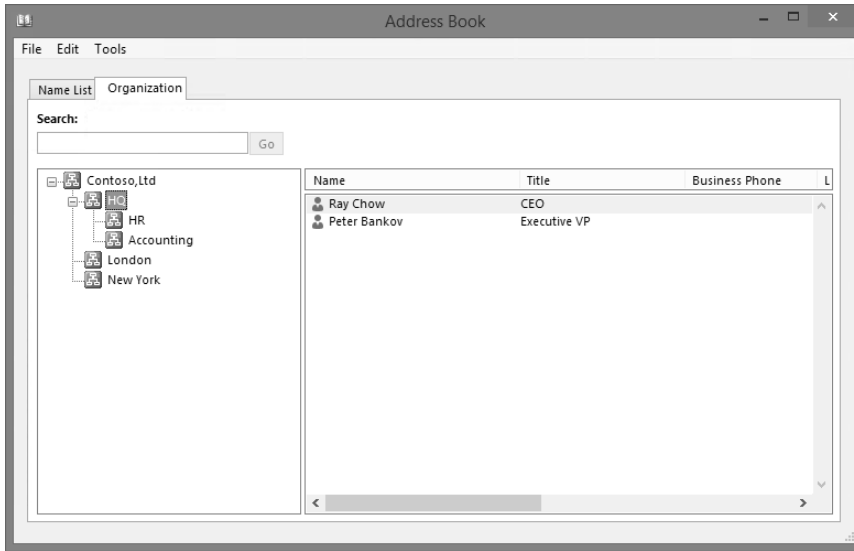 Address Book
File Edit Tools
Name List Organization
Search:
Go
Contoso,Ltd
HQ
HR
Accounting
London
New York
Name Title Business Phone L
Ray Chow CEO
Peter Bankov Executive VP